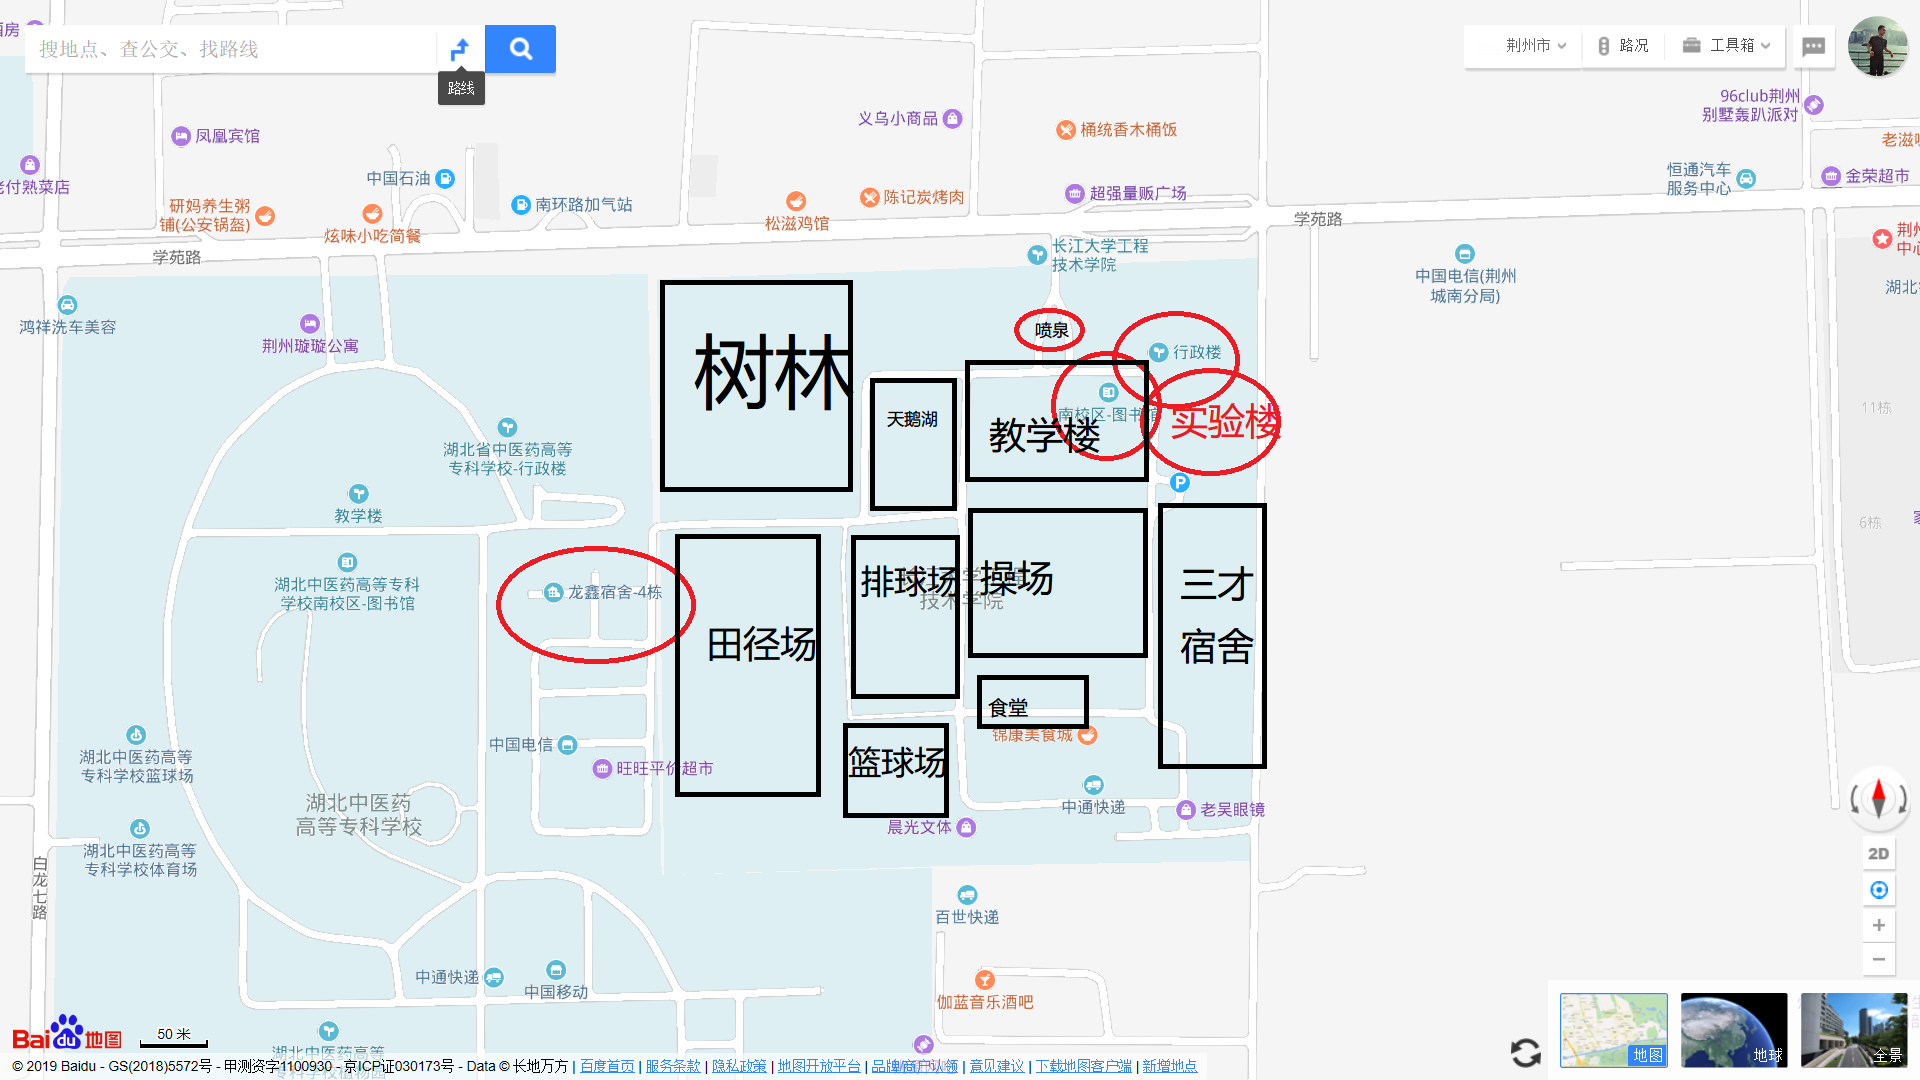 搜地点、查公交、找路线
路线
荆州市
路况
工具箱
96club荆州
别墅轰趴派对
义乌小商品
桶统香木桶饭
凤凰宾馆
老付熟菜店
中国石油
南环路加气站
研妈养生粥
铺(公安锅盔)
炫味小吃简餐
松滋鸡馆
陈记炭烤肉
超强量贩广场
恒通汽车
服务中心
金荣超市
学苑路
学苑路
长江大学工程
技术学院
中国电信(荆州
城南分局)
鸿祥洗车美容
荆州璇璇公寓
树林
喷泉
行政楼
天鹅湖
南校区-图书馆
教学楼
实验楼
11栋
6栋
湖北省中医药高等
专科学校-行政楼
教学楼
湖北中医药高等专科
学校南校区-图书馆
龙鑫宿舍-4栋
田径场
排球场
操场
技术学院
三才
宿舍
食堂
锦康美食城
篮球场
中国电信
旺旺平价超市
湖北中医药高等
专科学校篮球场
湖北中医药
高等专科学校
湖北中医药高等
专科学校体育场
白龙七路
中通快递
老吴眼镜
晨光文体
百世快递
中通快递
中国移动
伽蓝音乐酒吧
湖北中医药高等
2D
50 米
Bai du 地图
地图
地球
全景
© 2019 Baidu - GS(2018)5572号 - 甲测资字1100930 - 京ICP证030173号 - Data © 长地万方 | 百度首页 | 服务条款 | 隐私政策 | 地图开放平台 | 品牌商户认领 | 意见建议 | 下载地图客户端 | 新增地点